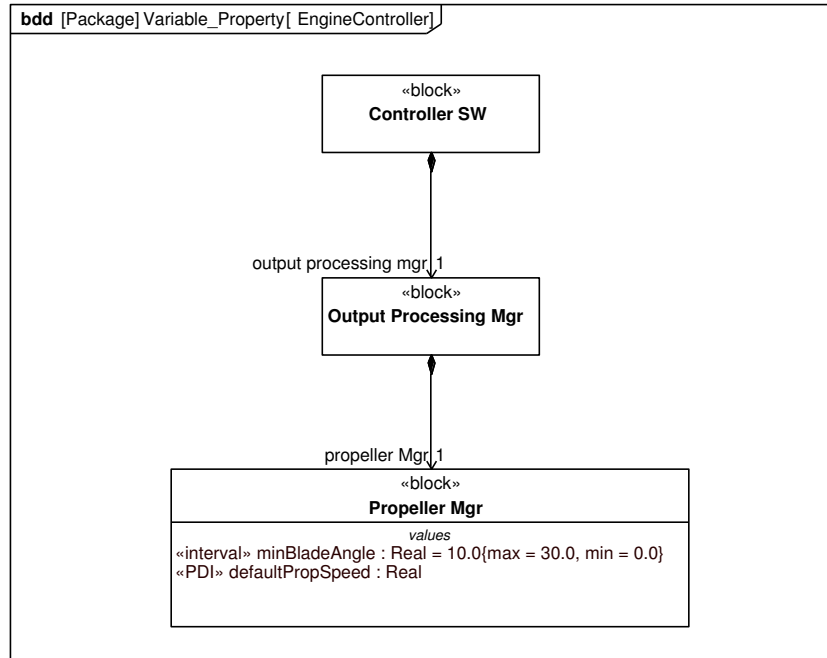 bdd [Package] Variable_Property[ EngineController]
«block»
Controller SW
output processing mgr 1
«block»
Output Processing Mgr
propeller Mgr 1
«block»
Propeller Mgr
values
«interval» minBladeAngle : Real = 10.0{max = 30.0, min = 0.0}
«PDI» defaultPropSpeed : Real